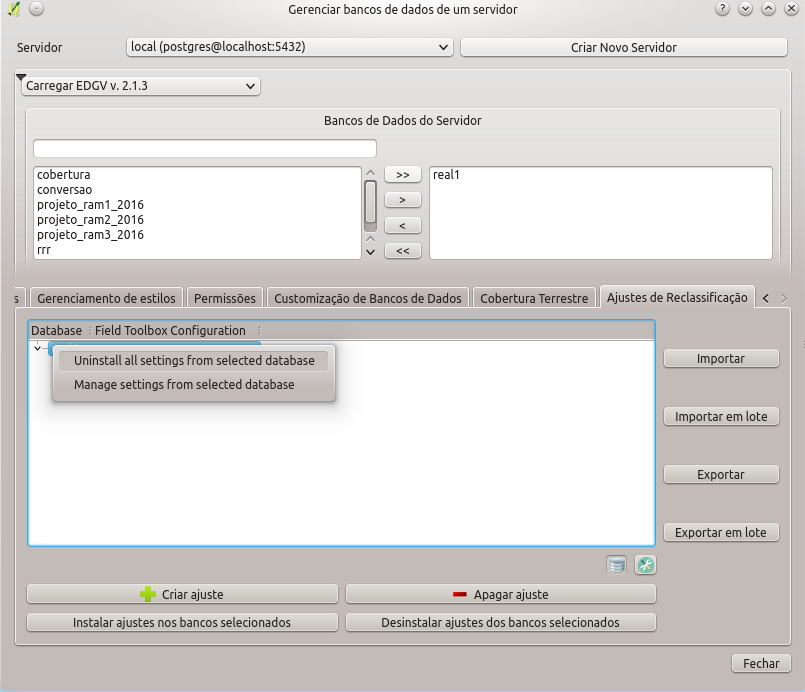 Gerenciar bancos de dados de um servidor
Servidor
local (postgres@localhost:5432)
Criar Novo Servidor
Carregar EDGV v. 2.1.3
Bancos de Dados do Servidor
cobertura
conversao
projeto_ram1_2016
projeto_ram2_2016
projeto_ram3_2016
rrr
>>
>
<
<<
real1
s
Gerenciamento de estilos
Permissões
Customização de Bancos de Dados
Cobertura Terrestre
Ajustes de Reclassificação
< >
Database
Field Toolbox Configuration
Uninstall all settings from selected database
Manage settings from selected database
Importar
Importar em lote
Exportar
Exportar em lote
Criar ajuste
Apagar ajuste
Instalar ajustes nos bancos selecionados
Desinstalar ajustes dos bancos selecionados
Fechar